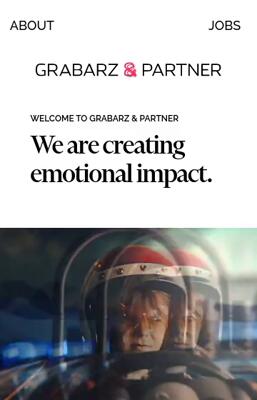 ABOUT
JOBS
GRABARZ & PARTNER
WELCOME TO GRABARZ & PARTNER
We are creating
emotional impact.